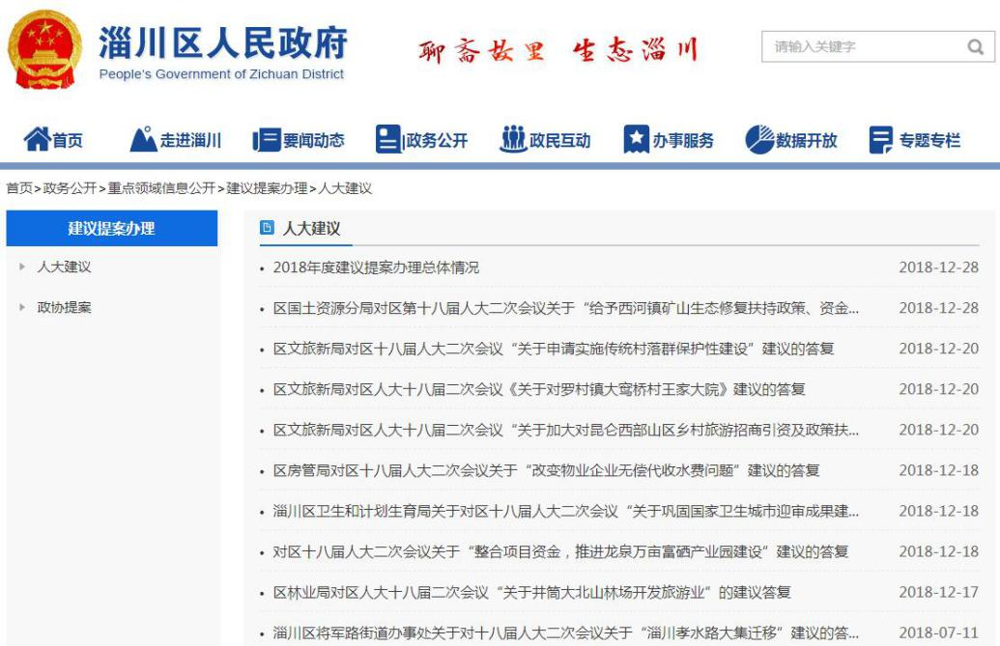 淄川区人民政府
People's Government of Zichuan District
聊斋故里 生态淄川
请输入关键字
首页 走进淄川 要闻动态 政务公开 政民互动 办事服务 数据开放 专题专栏
首页>政务公开>重点领域信息公开>建议提案办理>人大建议
建议提案办理
人大建议
政协提案
人大建议
2018年度建议提案办理总体情况 2018-12-28
区国土资源分局对区第十八届人大二次会议关于“给予西河镇矿山生态修复扶持政策、资金... 2018-12-28
区文旅新局对区十八届人大二次会议“关于申请实施传统村落群保护性建设”建议的答复 2018-12-20
区文旅新局对区人大十八届二次会议《关于对罗村镇大窎桥村王家大院》建议的答复 2018-12-20
区文旅新局对区人大十八届二次会议“关于加大对昆仑西部山区乡村旅游招商引资及政策扶... 2018-12-20
区房管局对区十八届人大二次会议关于“改变物业企业无偿代收水费问题”建议的答复 2018-12-18
淄川区卫生和计划生育局关于对区十八届人大二次会议“关于巩固国家卫生城市迎审成果建... 2018-12-18
对区十八届人大二次会议关于“整合项目资金，推进龙泉万亩富硒产业园建设”建议的答复 2018-12-18
区林业局对区人大十八届二次会议“关于井筒大北山林场开发旅游业”的建议答复 2018-12-17
淄川区将军路街道办事处关于对十八届人大二次会议关于“淄川孝水路大集迁移”建议的答... 2018-07-11